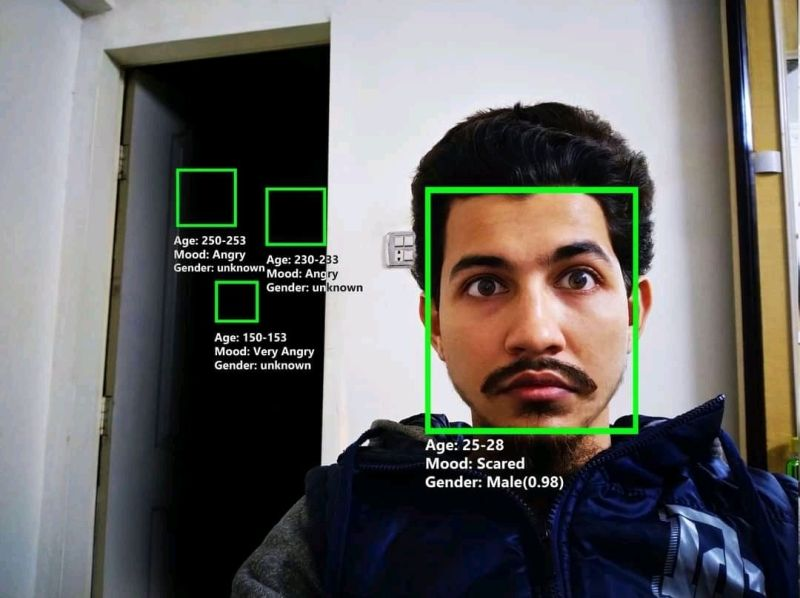 Age: 250-253
Mood: Angry
Gender: unknown
Age: 230-233
Mood: Angry
Gender: unknown
Age: 150-153
Mood: Very Angry
Gender: unknown
Age: 25-28
Mood: Scared
Gender: Male(0.98)